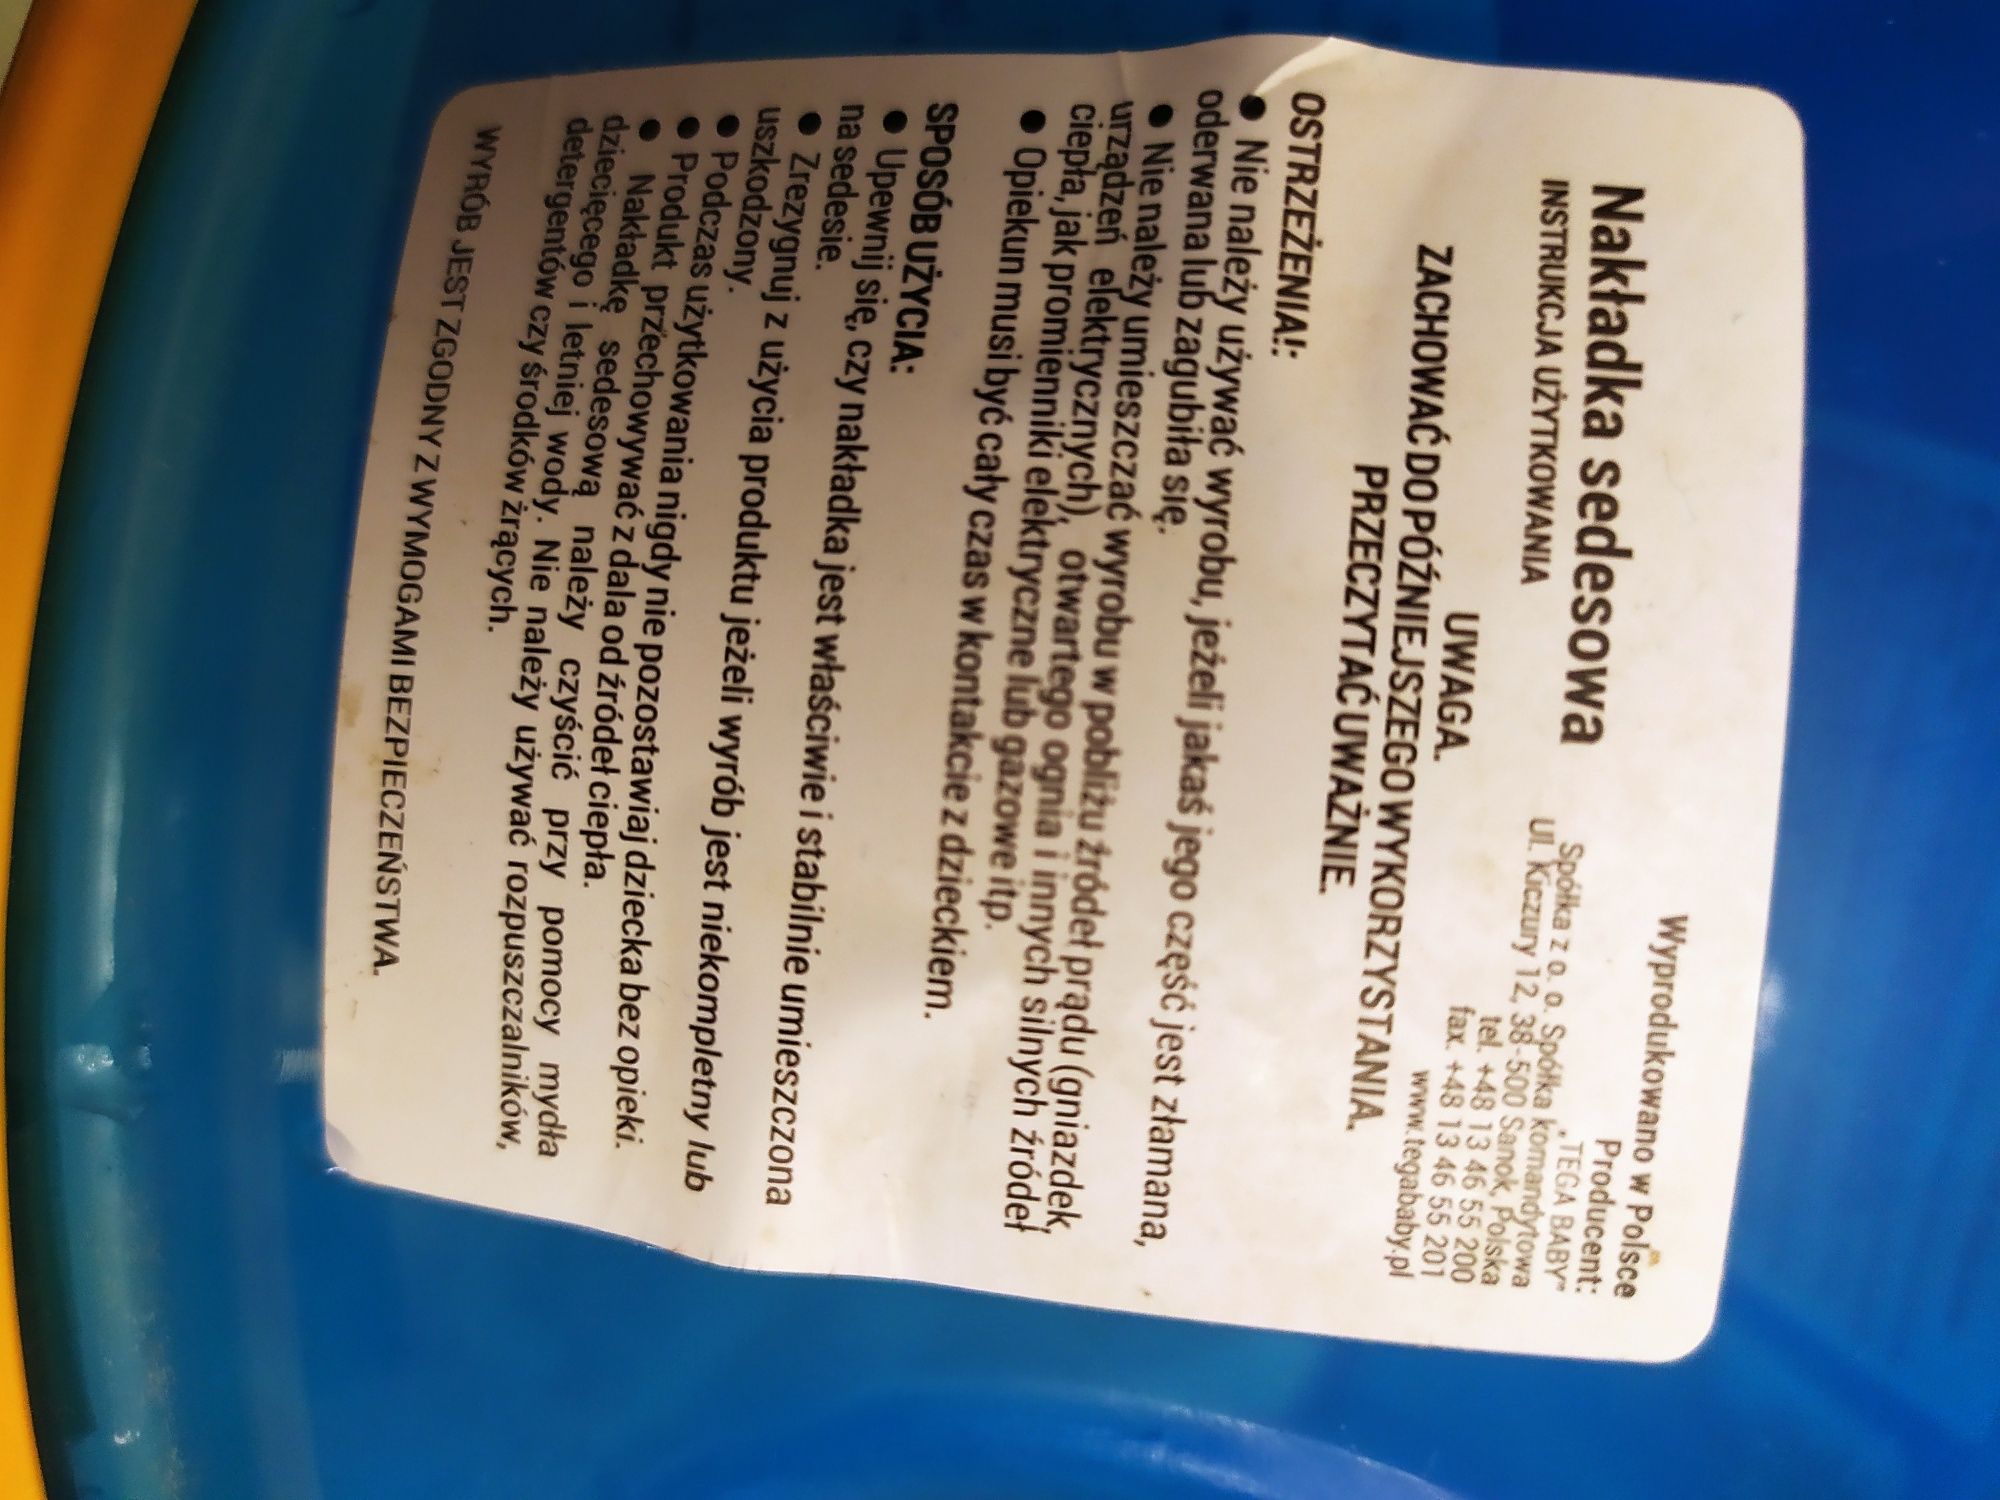 Wyprodukowano w Polsce
Producent:
„TEGA BABY”
Spółka z o. o. Spółka komandytowa
Ul. Kiczury 12, 38-500 Sanok, Polska
tel. +48 13 46 55 200
fax. +48 13 46 55 201
www.tegababy.pl
Nakładka sedesowa
INSTRUKCJA UŻYTKOWANIA
UWAGA.
ZACHOWAĆ DO PÓŹNIEJSZEGO WYKORZYSTANIA.
PRZECZYTAĆ UWAŻNIE.
OSTRZEŻENIA!:
● Nie należy używać wyrobu, jeżeli jakaś jego część jest złamana,
oderwana lub zagubiła się.
● Nie należy umieszczać wyrobu w pobliżu źródeł prądu (gniazdek,
urządzeń elektrycznych), otwartego ognia i innych silnych źródeł
ciepła, jak promienniki elektryczne lub gazowe itp.
● Opiekun musi być cały czas w kontakcie z dzieckiem.
SPOSÓB UŻYCIA:
● Upewnij się, czy nakładka jest właściwie i stabilnie umieszczona
na sedesie.
● Zrezygnuj z użycia produktu jeżeli wyrób jest niekompletny lub
uszkodzony.
● Podczas użytkowania nigdy nie pozostawiaj dziecka bez opieki.
● Produkt przechowywać z dala od źródeł ciepła.
● Nakładkę sedesową należy czyścić przy pomocy mydła
dziecięcego i letniej wody. Nie należy używać rozpuszczalników,
detergentów czy środków żrących.
WYRÓB JEST ZGODNY Z WYMOGAMI BEZPIECZEŃSTWA.